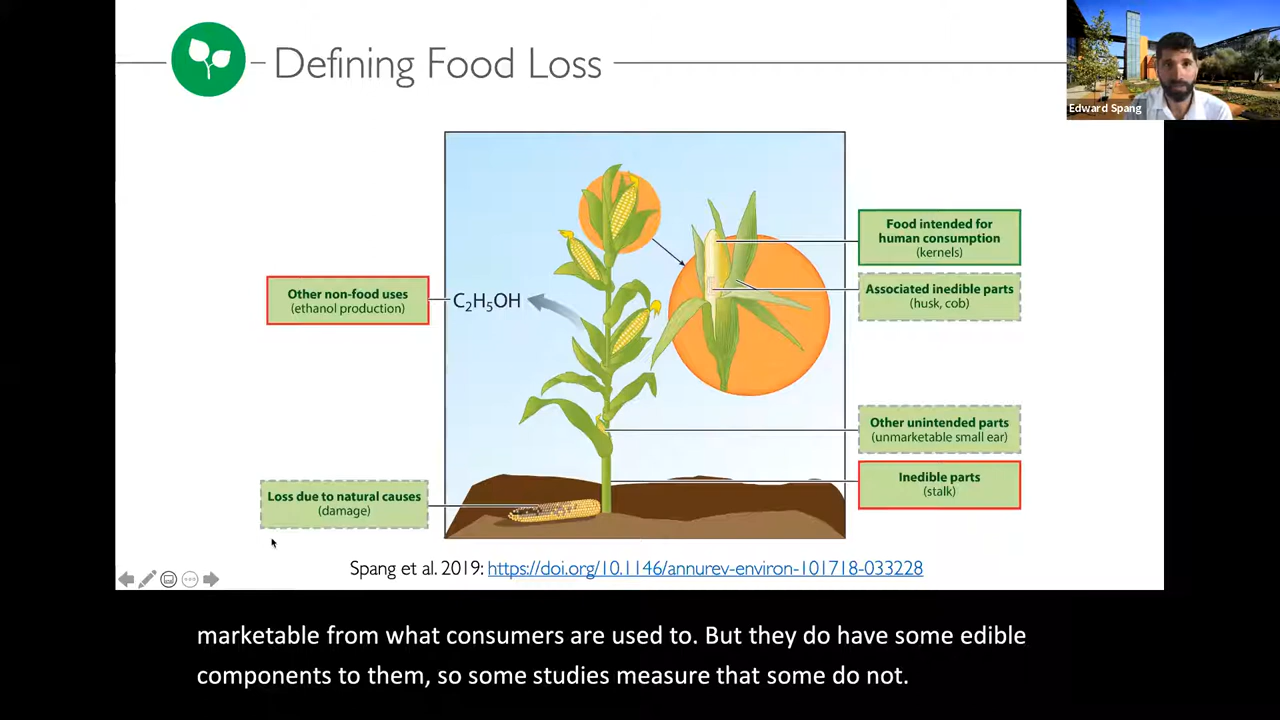 Defining Food Loss
Edward Spang
Food intended for
human consumption
(kernels)
Associated inedible parts
(husk, cob)
Other non-food uses
(ethanol production)
C₂H₅OH
Other unintended parts
(unmarketable small ear)
Inedible parts
(stalk)
Loss due to natural causes
(damage)
Spang et al. 2019: https://doi.org/10.1146/annurev-environ-101718-033228
marketable from what consumers are used to. But they do have some edible
components to them, so some studies measure that some do not.